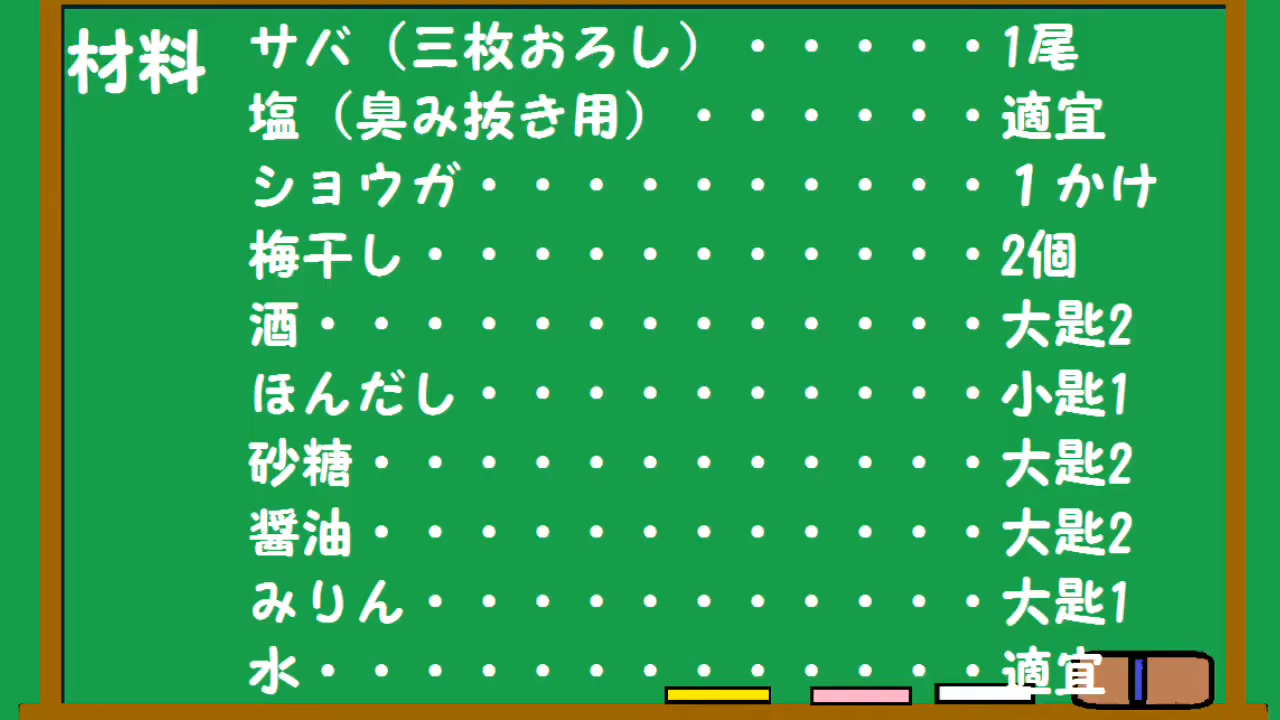 材料
サバ（三枚おろし）・・・・・1尾
塩（臭み抜き用）・・・・・・適宜
ショウガ・・・・・・・・・・１かけ
梅干し・・・・・・・・・・・2個
酒・・・・・・・・・・・・・大匙2
ほんだし・・・・・・・・・・小匙1
砂糖・・・・・・・・・・・・大匙2
醤油・・・・・・・・・・・・大匙2
みりん・・・・・・・・・・・大匙1
水・・・・・・・・・・・・・適宜